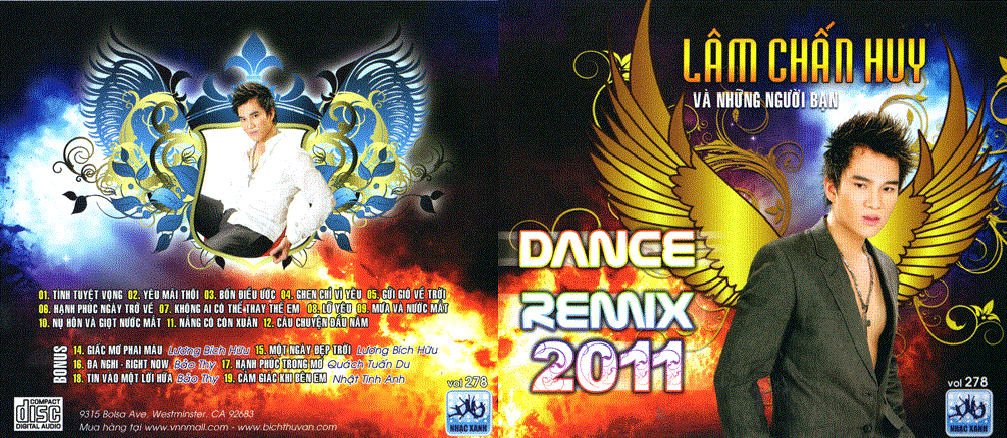 01. TÌNH TUYỆT VỌNG 02. YÊU MÃI THÔI 03. BỐN ĐIỀU ƯỚC 04. GHEN CHỈ VÌ YÊU 05. GỬI GIÓ VỀ TRỜI
06. HẠNH PHÚC NGÀY TRỞ VỀ 07. KHÔNG AI CÓ THỂ THAY THẾ EM 08. LỠ YÊU 09. MƯA VÀ NƯỚC MẮT
10. NỤ HÔN VÀ GIỌT NƯỚC MẮT 11. NÀNG CÓ CÒN XUÂN 12. CÂU CHUYỆN ĐẦU NĂM
BONUS
14. GIẤC MƠ PHAI MÀU Lương Bích Hữu 15. MỘT NGÀY ĐẸP TRỜI Lương Bích Hữu
16. ĐA NGHI - RIGHT NOW Bảo Thy 17. HẠNH PHÚC TRONG MƠ Quách Tuấn Du
18. TIN VÀO MỘT LỜI HỨA Bảo Thy 19. CẢM GIÁC KHI BÊN EM Nhật Tinh Anh
COMPACT
disc
DIGITAL AUDIO
9315 Bolsa Ave, Westminster, CA 92683
Mua hàng tại www.vnnmall.com - www.bichthuvan.com
vol 278
NHẠC XANH
LÂM CHẤN HUY
VÀ NHỮNG NGƯỜI BẠN
DANCE
REMIX
2011
vol 278
NHẠC XANH